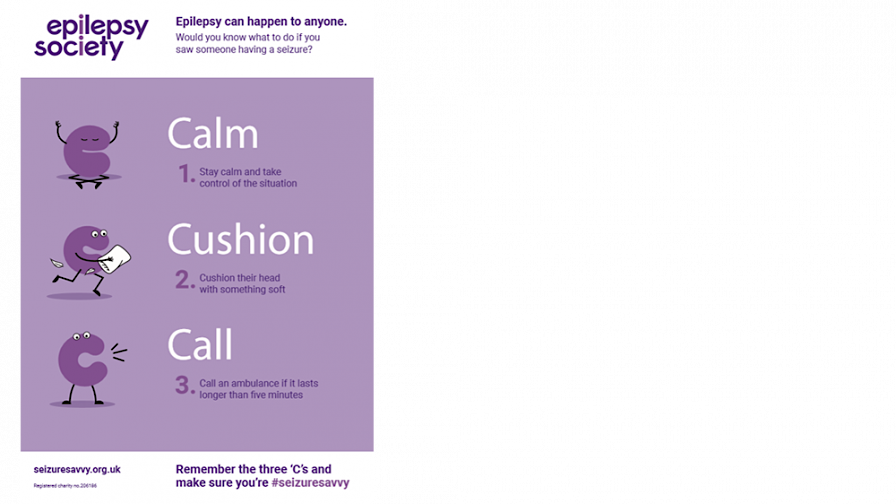 epilepsy
society
Epilepsy can happen to anyone.
Would you know what to do if you
saw someone having a seizure?
Calm
1. Stay calm and take
control of the situation
Cushion
2. Cushion their head
with something soft
Call
3. Call an ambulance if it lasts
longer than five minutes
seizuresavvy.org.uk
Registered charity no.206186
Remember the three ‘C’s and
make sure you’re #seizuresavvy